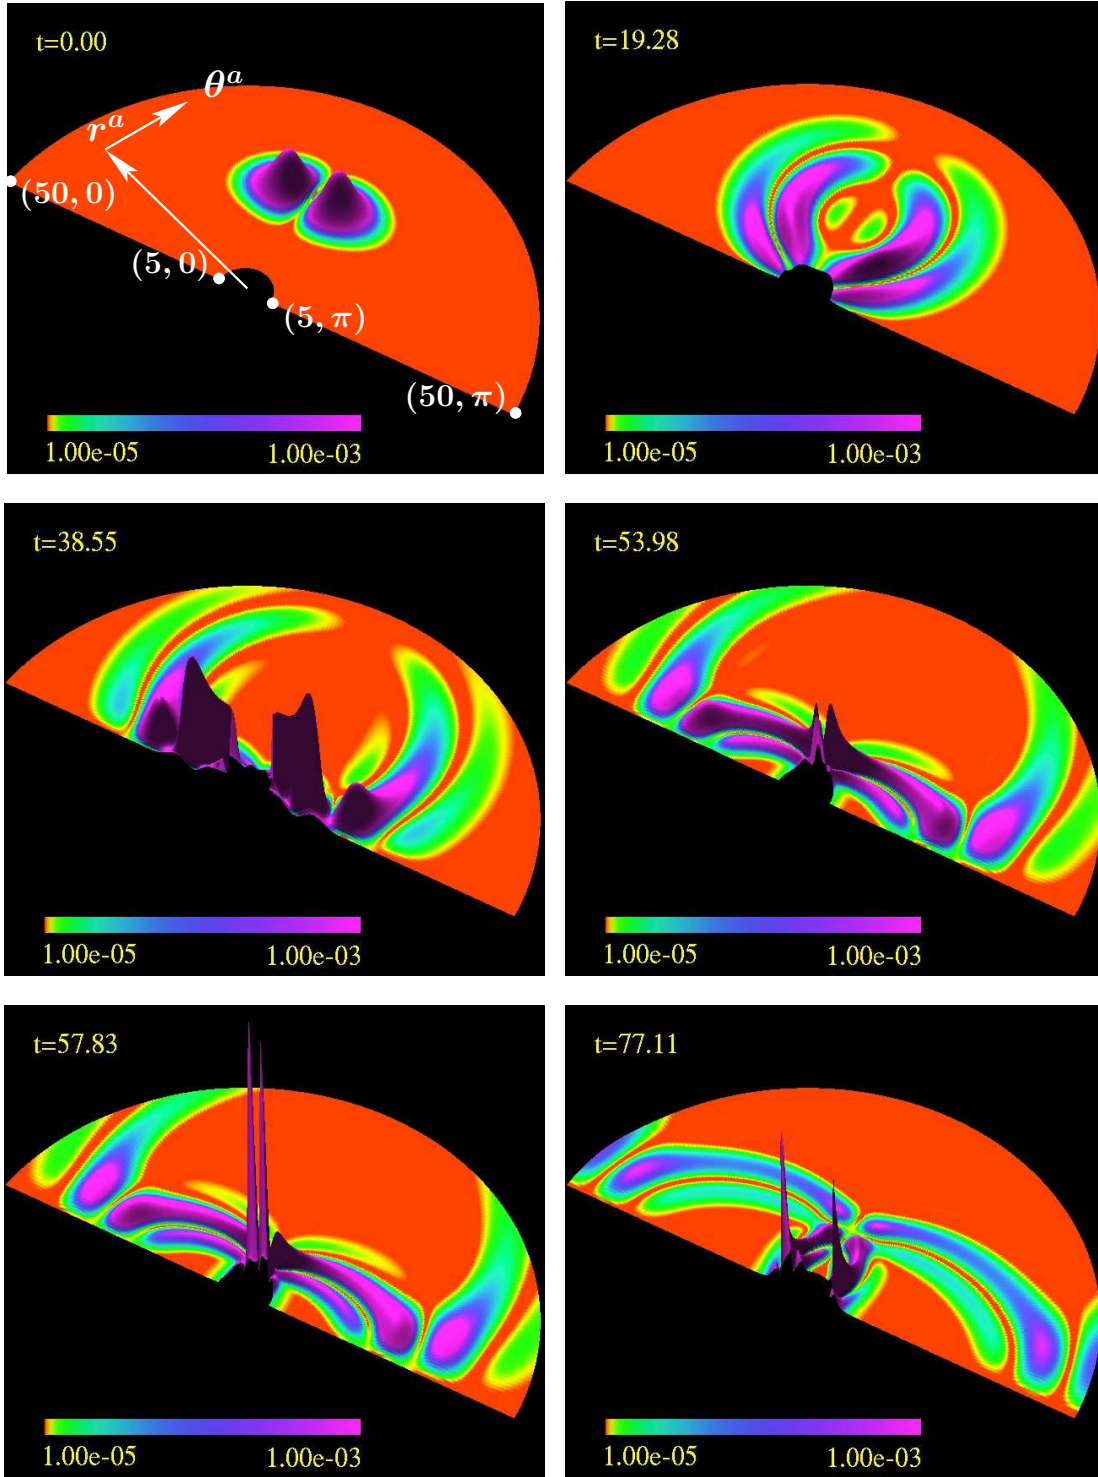 t=0.00
θ^a
r^a
(50, 0)
(5, 0)
(5, π)
(50, π)
1.00e-05 1.00e-03
t=19.28
1.00e-05 1.00e-03
t=38.55
1.00e-05 1.00e-03
t=53.98
1.00e-05 1.00e-03
t=57.83
1.00e-05 1.00e-03
t=77.11
1.00e-05 1.00e-03